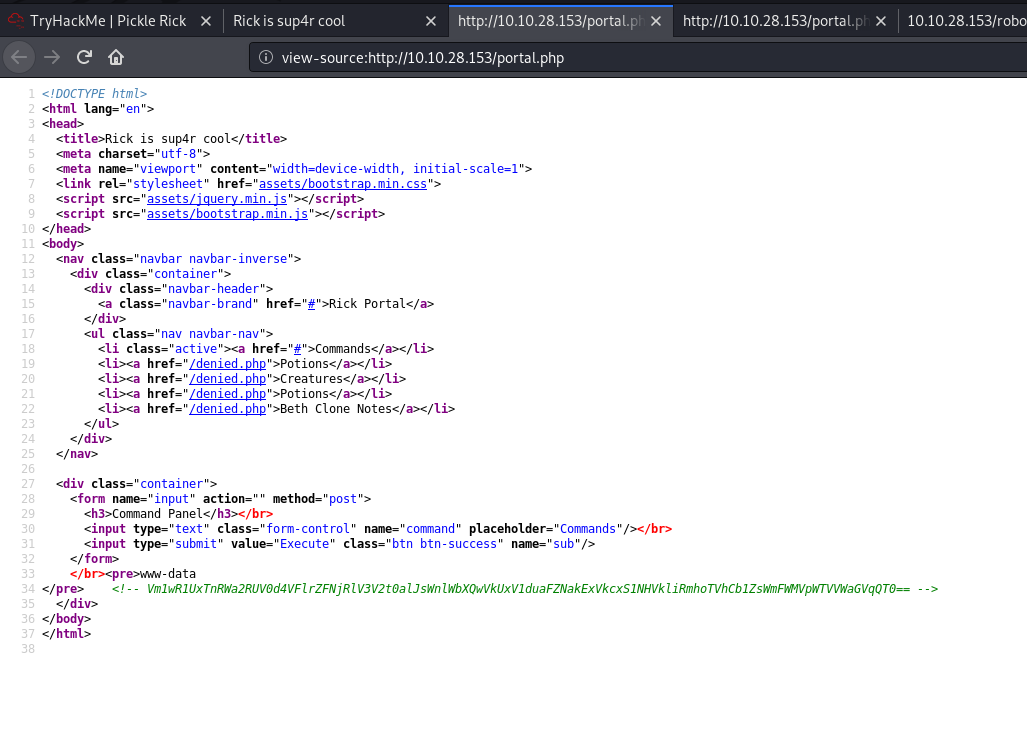 TryHackMe | Pickle Rick
Rick is sup4r cool
http://10.10.28.153/portal.ph
http://10.10.28.153/portal.ph
10.10.28.153/robo
view-source:http://10.10.28.153/portal.php
1 <!DOCTYPE html>
2 <html lang="en">
3 <head>
4 <title>Rick is sup4r cool</title>
5 <meta charset="utf-8">
6 <meta name="viewport" content="width=device-width, initial-scale=1">
7 <link rel="stylesheet" href="assets/bootstrap.min.css">
8 <script src="assets/jquery.min.js"></script>
9 <script src="assets/bootstrap.min.js"></script>
10 </head>
11 <body>
12 <nav class="navbar navbar-inverse">
13 <div class="container">
14 <div class="navbar-header">
15 <a class="navbar-brand" href="#">Rick Portal</a>
16 </div>
17 <ul class="nav navbar-nav">
18 <li class="active"><a href="#">Commands</a></li>
19 <li><a href="/denied.php">Potions</a></li>
20 <li><a href="/denied.php">Creatures</a></li>
21 <li><a href="/denied.php">Potions</a></li>
22 <li><a href="/denied.php">Beth Clone Notes</a></li>
23 </ul>
24 </div>
25 </nav>
26
27 <div class="container">
28 <form name="input" action="" method="post">
29 <h3>Command Panel</h3></br>
30 <input type="text" class="form-control" name="command" placeholder="Commands"/></br>
31 <input type="submit" value="Execute" class="btn btn-success" name="sub"/>
32 </form>
33 </br><pre>www-data
34 </pre> <!-- Vm1wR1UxTnRWa2RUV0d4VFlrZFNjRlV3V2t0alJsWnlWbXQwVkUxV1duaFZNakExVkcxS1NHVkliRmhoTVhCb1ZsWmFWMVpWTVVWaGVqQT0== -->
35 </div>
36 </body>
37 </html>
38